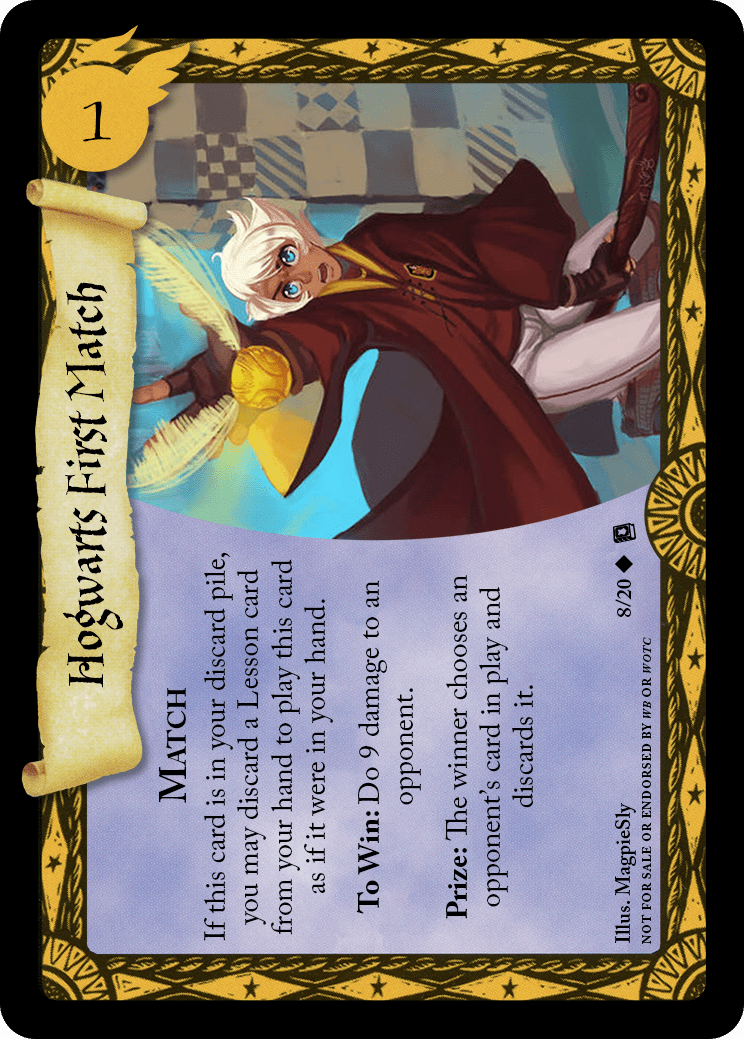 1
Hogwarts First Match
MATCH
If this card is in your discard pile,
you may discard a Lesson card
from your hand to play this card
as if it were in your hand.
To Win: Do 9 damage to an
opponent.
Prize: The winner chooses an
opponent's card in play and
discards it.
Illus. MagpieSly
8/20
NOT FOR SALE OR ENDORSED BY WB OR WOTC